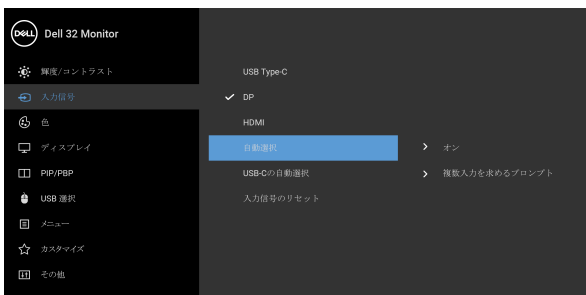 DELL Dell 32 Monitor
輝度/コントラスト
USB Type-C
入力信号
DP
色
HDMI
ディスプレイ
自動選択 オン
PIP/PBP
USB-Cの自動選択 複数入力を求めるプロンプト
USB 選択
入力信号のリセット
メニュー
カスタマイズ
その他